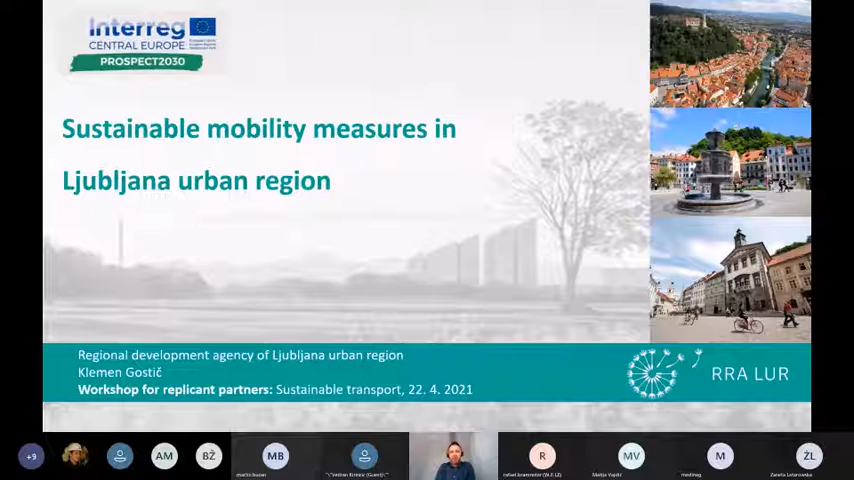 Interreg
CENTRAL EUROPE
PROSPECT2030
Sustainable mobility measures in
Ljubljana urban region
Regional development agency of Ljubljana urban region
Klemen Gostič
Workshop for replicant partners: Sustainable transport, 22. 4. 2021
RRA LUR
+9
AM
BŽ
MB
R
MV
M
ŽL